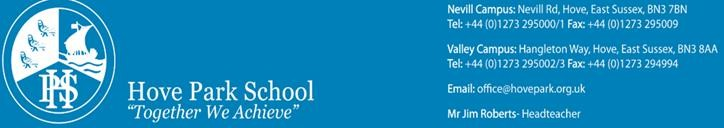 HPS
Hove Park School
“Together We Achieve”
Nevill Campus: Nevill Rd, Hove, East Sussex, BN3 7BN
Tel: +44 (0)1273 295000/1 Fax: +44 (0)1273 295009
Valley Campus: Hangleton Way, Hove, East Sussex, BN3 8AA
Tel: +44 (0)1273 295002/3 Fax: +44 (0)1273 294994
Email: office@hovepark.org.uk
Mr Jim Roberts- Headteacher